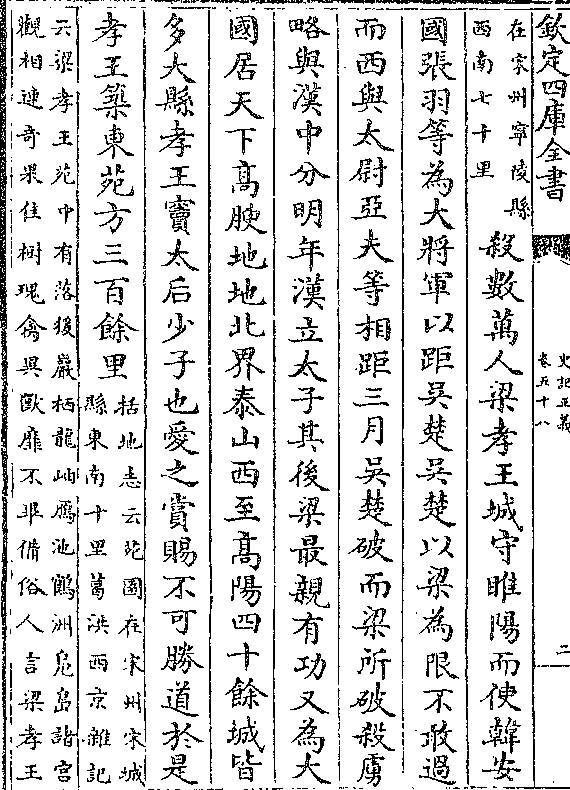 欽定四庫全書
史記正義
卷五十八
二
在宋州寧陵縣
西南七十里
殺數萬人梁孝王城守睢陽而使韓安
國張羽等為大將軍以距吳楚吳楚以梁為限不敢過
而西與太尉亞夫等相距三月吳楚破而梁所破殺虜
略與漢中分明年漢立太子其後梁最親有功又為大
國居天下髙腴地地北界泰山西至髙陽四十餘城皆
多大縣孝王竇太后少子也愛之賞賜不可勝道於是
孝王築東苑方三百餘里
括地志云苑園在宋州宋城
縣東南十里葛洪西京雜記
云梁孝王苑中有落猨巖栖龍岫鴈池鶴洲鳧島諸宮
觀相連奇果佳樹瑰禽異獸靡不畢備俗人言梁孝王